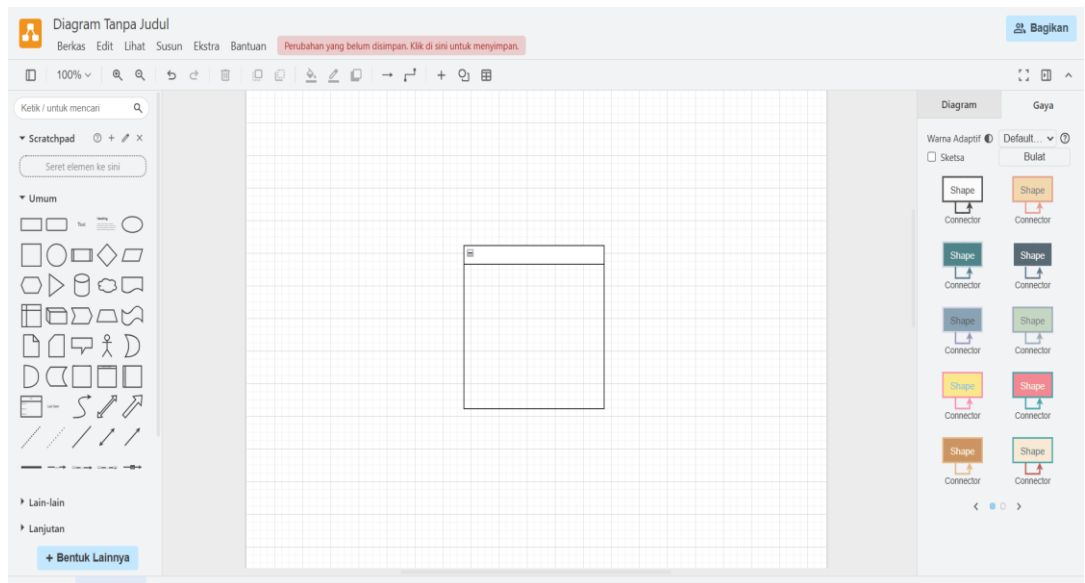 Diagram Tanpa Judul
Berkas Edit Lihat Susun Ekstra Bantuan Perubahan yang belum disimpan. Klik di sini untuk menyimpan.
Bagikan
100%
Ketik / untuk mencari
Scratchpad
Seret elemen ke sini
Umum
Text
Heading
Lain-lain
Lanjutan
+ Bentuk Lainnya
Diagram Gaya
Warna Adaptif Default...
Sketsa Bulat
Shape Shape
Connector Connector
Shape Shape
Connector Connector
Shape Shape
Connector Connector
Shape Shape
Connector Connector
Shape Shape
Connector Connector